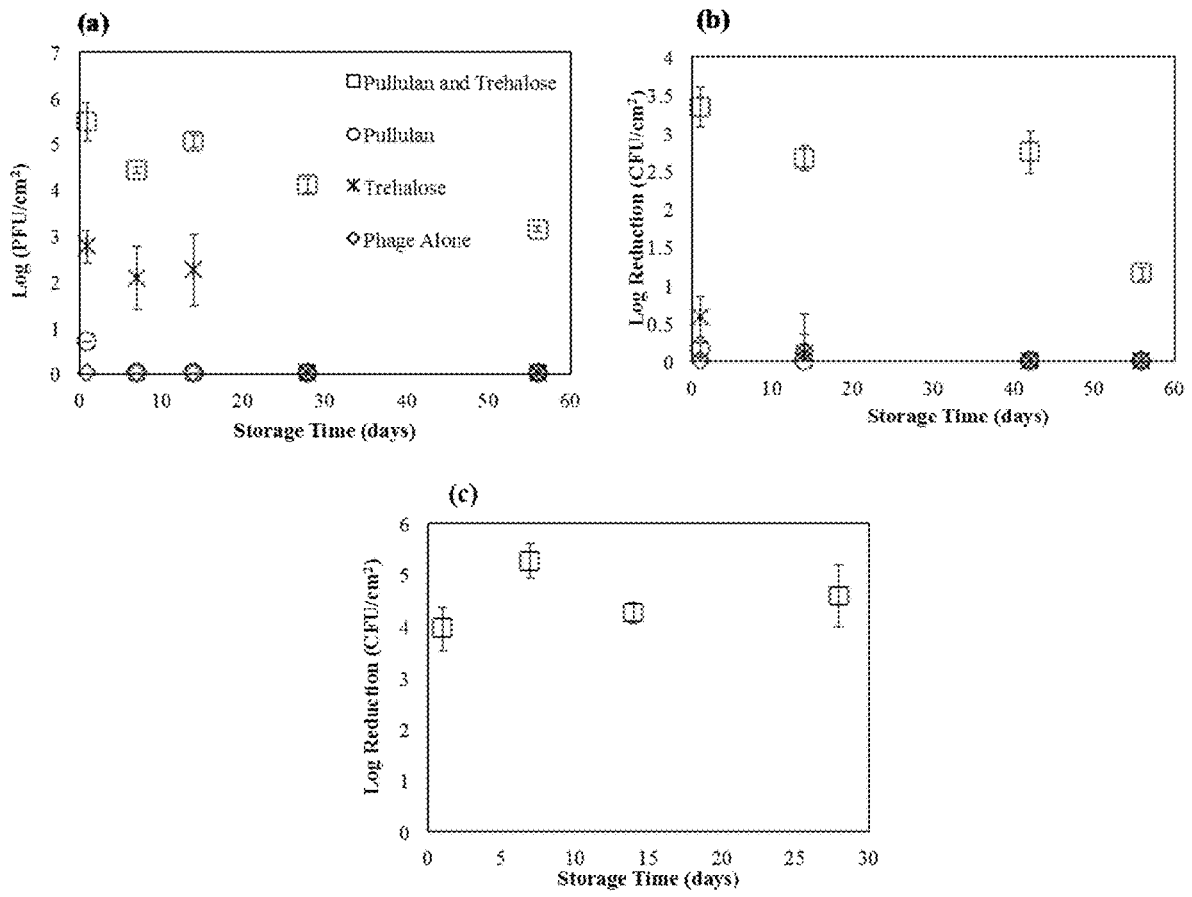 (a)
Log (PFU/cm²)
7
6
5
4
3
2
1
0
Pullulan and Trehalose
Pullulan
Trehalose
Phage Alone
0 10 20 30 40 50 60
Storage Time (days)
(b)
Log Reduction (CFU/cm²)
4
3.5
3
2.5
2
1.5
1
0.5
0
0 10 20 30 40 50 60
Storage Time (days)
(c)
Log Reduction (CFU/cm²)
6
5
4
3
2
1
0
0 5 10 15 20 25 30
Storage Time (days)